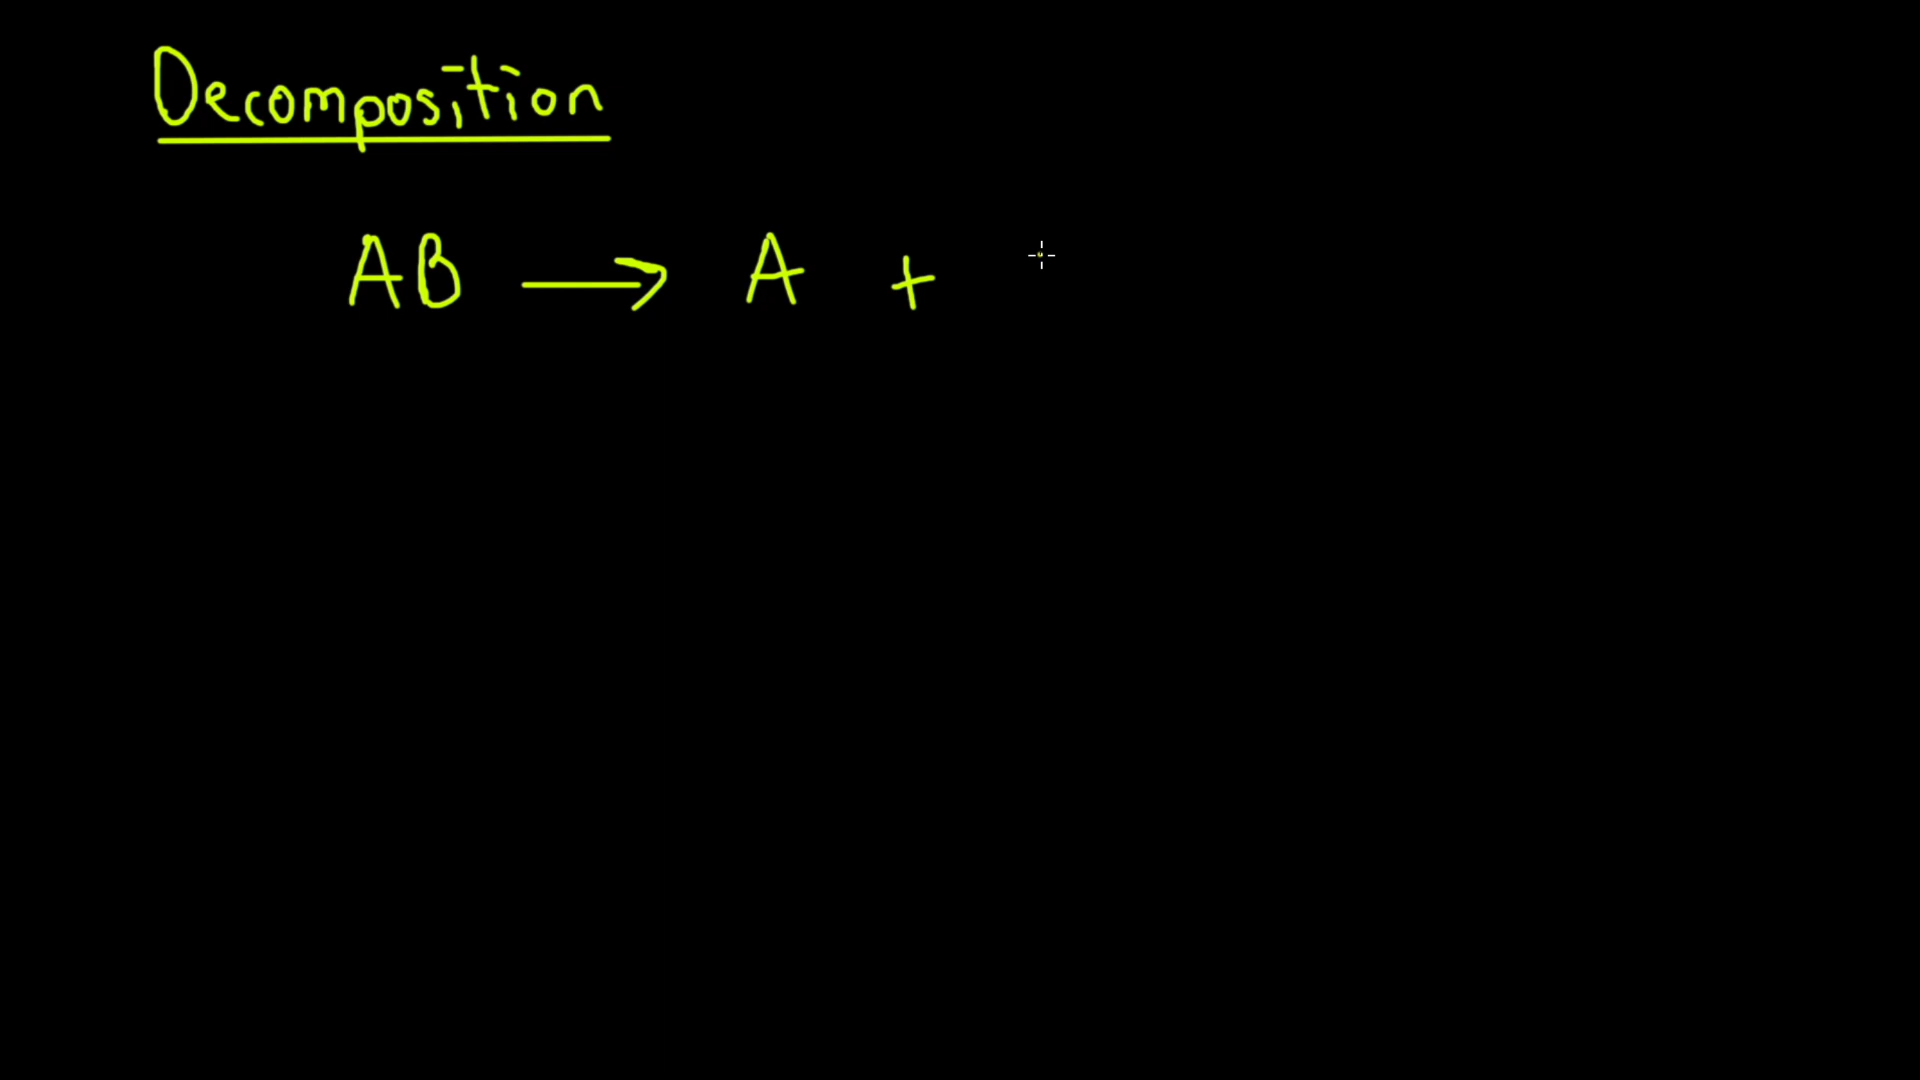 Decomposition
AB → A +